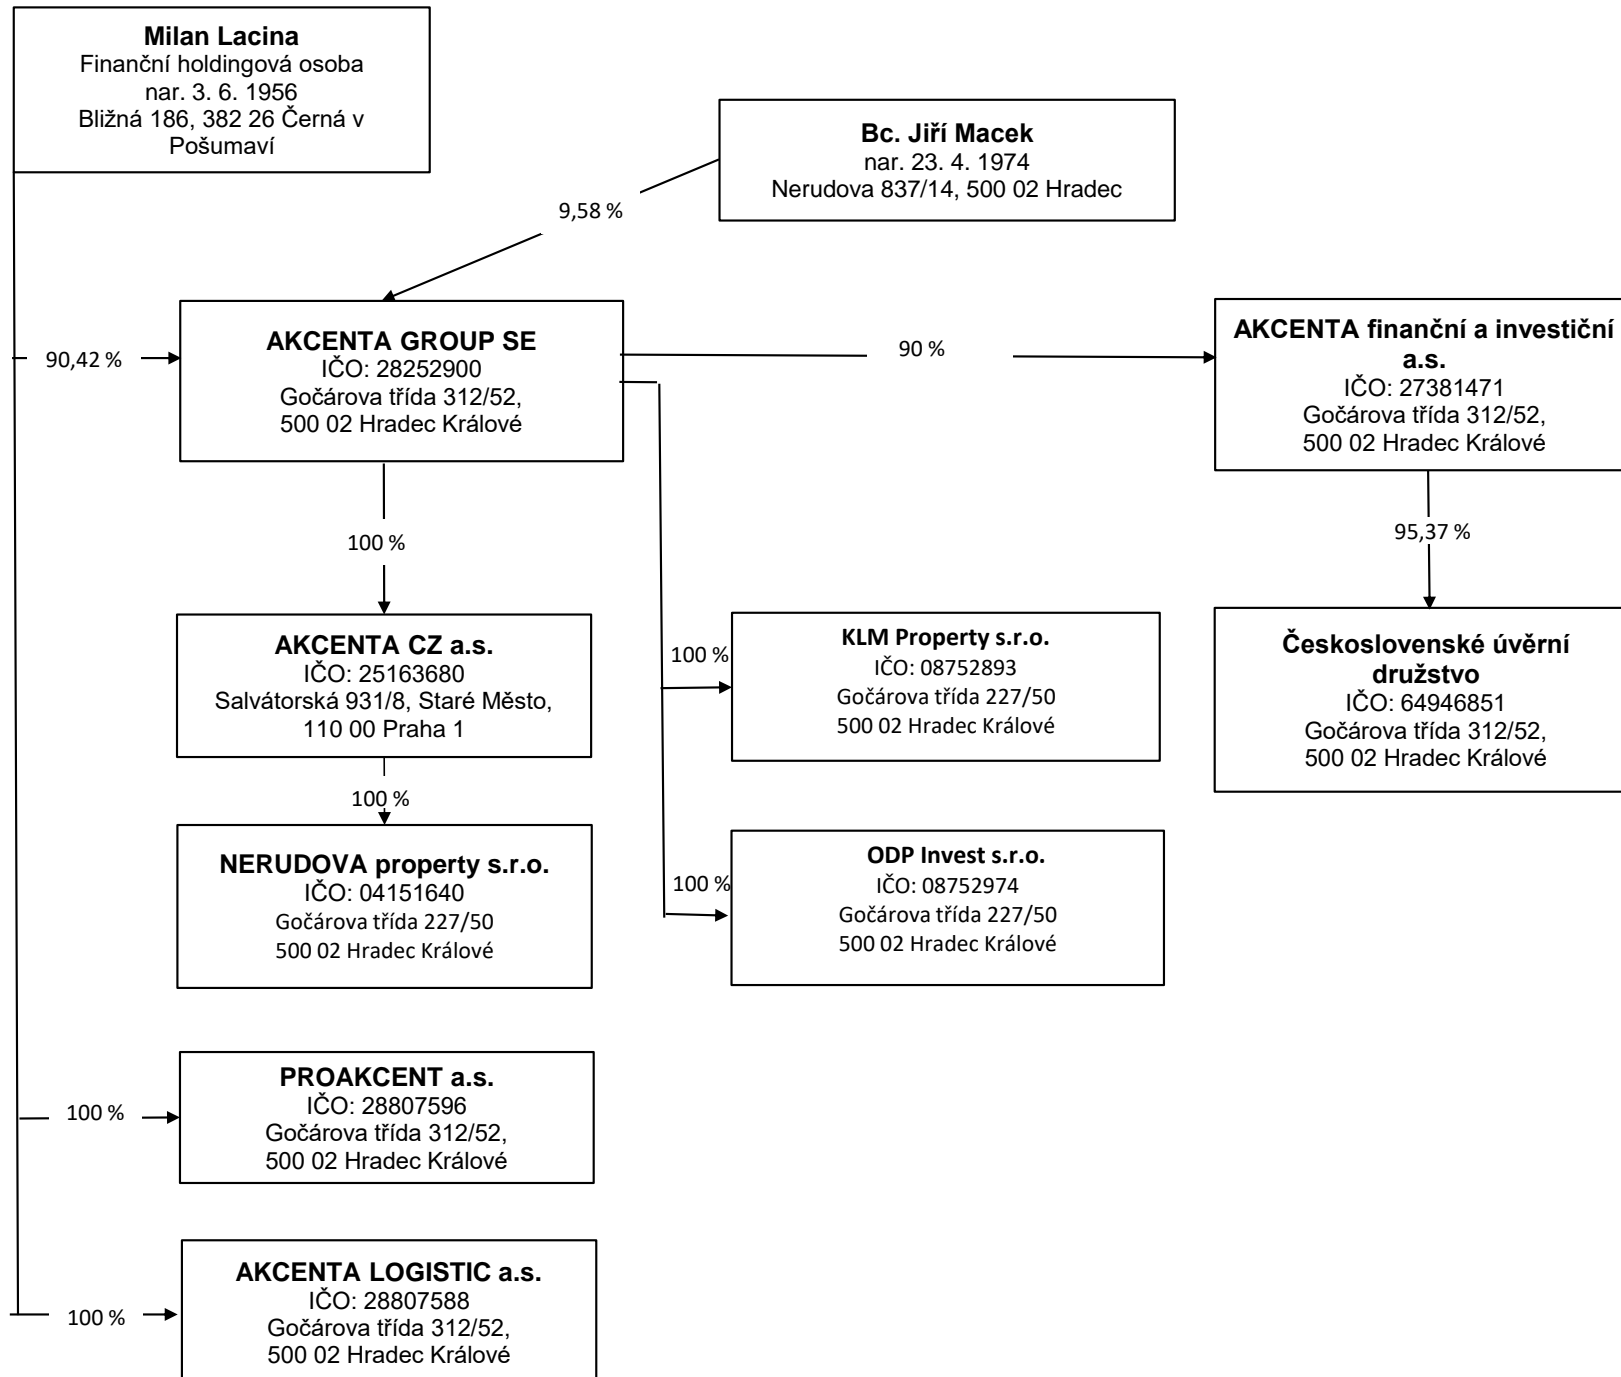 Milan Lacina
Finanční holdingová osoba
nar. 3. 6. 1956
Bližná 186, 382 26 Černá v
Pošumaví
Bc. Jiří Macek
nar. 23. 4. 1974
Nerudova 837/14, 500 02 Hradec
9,58 %
90,42 %
AKCENTA GROUP SE
IČO: 28252900
Gočárova třída 312/52,
500 02 Hradec Králové
90 %
AKCENTA finanční a investiční
a.s.
IČO: 27381471
Gočárova třída 312/52,
500 02 Hradec Králové
100 %
95,37 %
AKCENTA CZ a.s.
IČO: 25163680
Salvátorská 931/8, Staré Město,
110 00 Praha 1
100 %
KLM Property s.r.o.
IČO: 08752893
Gočárova třída 227/50
500 02 Hradec Králové
Československé úvěrní
družstvo
IČO: 64946851
Gočárova třída 312/52,
500 02 Hradec Králové
100 %
NERUDOVA property s.r.o.
IČO: 04151640
Gočárova třída 227/50
500 02 Hradec Králové
100 %
ODP Invest s.r.o.
IČO: 08752974
Gočárova třída 227/50
500 02 Hradec Králové
100 %
PROAKCENT a.s.
IČO: 28807596
Gočárova třída 312/52,
500 02 Hradec Králové
100 %
AKCENTA LOGISTIC a.s.
IČO: 28807588
Gočárova třída 312/52,
500 02 Hradec Králové